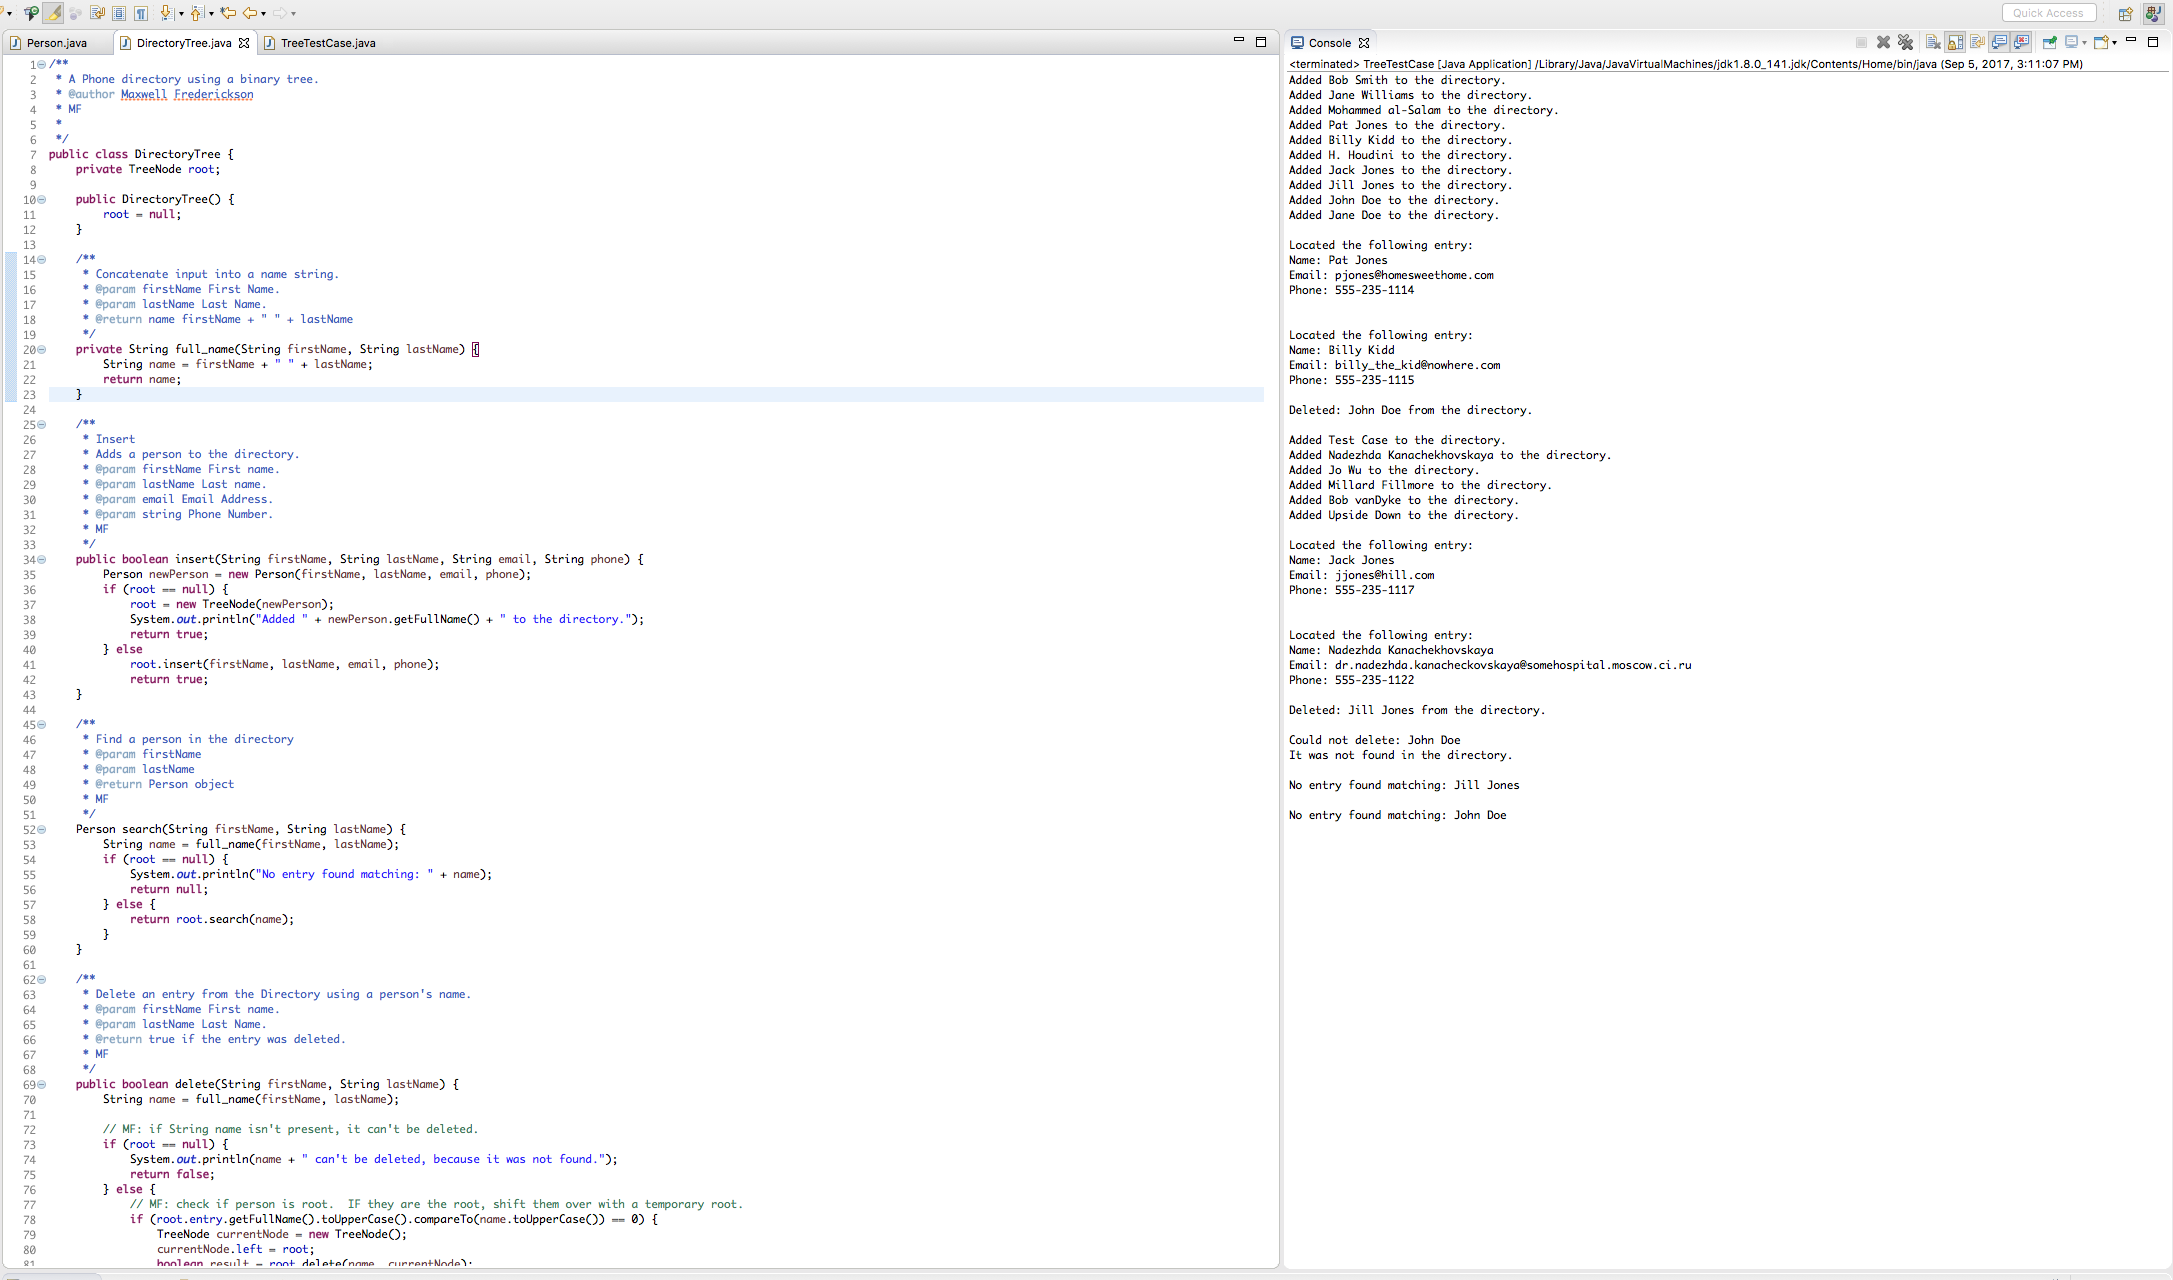 Quick Access
Person.java
DirectoryTree.java
TreeTestCase.java
1 /**
2  * A Phone directory using a binary tree.
3  * @author Maxwell Frederickson
4  * MF
5  *
6  */
7 public class DirectoryTree {
8     private TreeNode root;
9
10     public DirectoryTree() {
11         root = null;
12     }
13
14     /**
15      * Concatenate input into a name string.
16      * @param firstName First Name.
17      * @param lastName Last Name.
18      * @return name firstName + " " + lastName
19      */
20     private String full_name(String firstName, String lastName) {
21         String name = firstName + " " + lastName;
22         return name;
23     }
24
25     /**
26      * Insert
27      * Adds a person to the directory.
28      * @param firstName First name.
29      * @param lastName Last name.
30      * @param email Email Address.
31      * @param string Phone Number.
32      * MF
33      */
34     public boolean insert(String firstName, String lastName, String email, String phone) {
35         Person newPerson = new Person(firstName, lastName, email, phone);
36         if (root == null) {
37             root = new TreeNode(newPerson);
38             System.out.println("Added " + newPerson.getFullName() + " to the directory.");
39             return true;
40         } else
41             root.insert(firstName, lastName, email, phone);
42             return true;
43     }
44
45     /**
46      * Find a person in the directory
47      * @param firstName
48      * @param lastName
49      * @return Person object
50      * MF
51      */
52     Person search(String firstName, String lastName) {
53         String name = full_name(firstName, lastName);
54         if (root == null) {
55             System.out.println("No entry found matching: " + name);
56             return null;
57         } else {
58             return root.search(name);
59         }
60     }
61
62     /**
63      * Delete an entry from the Directory using a person's name.
64      * @param firstName First name.
65      * @param lastName Last Name.
66      * @return true if the entry was deleted.
67      * MF
68      */
69     public boolean delete(String firstName, String lastName) {
70         String name = full_name(firstName, lastName);
71
72         // MF: if String name isn't present, it can't be deleted.
73         if (root == null) {
74             System.out.println(name + " can't be deleted, because it was not found.");
75             return false;
76         } else {
77             // MF: check if person is root.  IF they are the root, shift them over with a temporary root.
78             if (root.entry.getFullName().toUpperCase().compareTo(name.toUpperCase()) == 0) {
79                 TreeNode currentNode = new TreeNode();
80                 currentNode.left = root;
81                 boolean result = root.delete(name, currentNode);
Console
<terminated> TreeTestCase [Java Application] /Library/Java/JavaVirtualMachines/jdk1.8.0_141.jdk/Contents/Home/bin/java (Sep 5, 2017, 3:11:07 PM)
Added Bob Smith to the directory.
Added Jane Williams to the directory.
Added Mohammed al-Salam to the directory.
Added Pat Jones to the directory.
Added Billy Kidd to the directory.
Added H. Houdini to the directory.
Added Jack Jones to the directory.
Added Jill Jones to the directory.
Added John Doe to the directory.
Added Jane Doe to the directory.

Located the following entry:
Name: Pat Jones
Email: pjones@homesweethome.com
Phone: 555-235-1114

Located the following entry:
Name: Billy Kidd
Email: billy_the_kid@nowhere.com
Phone: 555-235-1115

Deleted: John Doe from the directory.

Added Test Case to the directory.
Added Nadezhda Kanachekhovskaya to the directory.
Added Jo Wu to the directory.
Added Millard Fillmore to the directory.
Added Bob vanDyke to the directory.
Added Upside Down to the directory.

Located the following entry:
Name: Jack Jones
Email: jjones@hill.com
Phone: 555-235-1117

Located the following entry:
Name: Nadezhda Kanachekhovskaya
Email: dr.nadezhda.kanacheckovskaya@somehospital.moscow.ci.ru
Phone: 555-235-1122

Deleted: Jill Jones from the directory.

Could not delete: John Doe
It was not found in the directory.

No entry found matching: Jill Jones

No entry found matching: John Doe